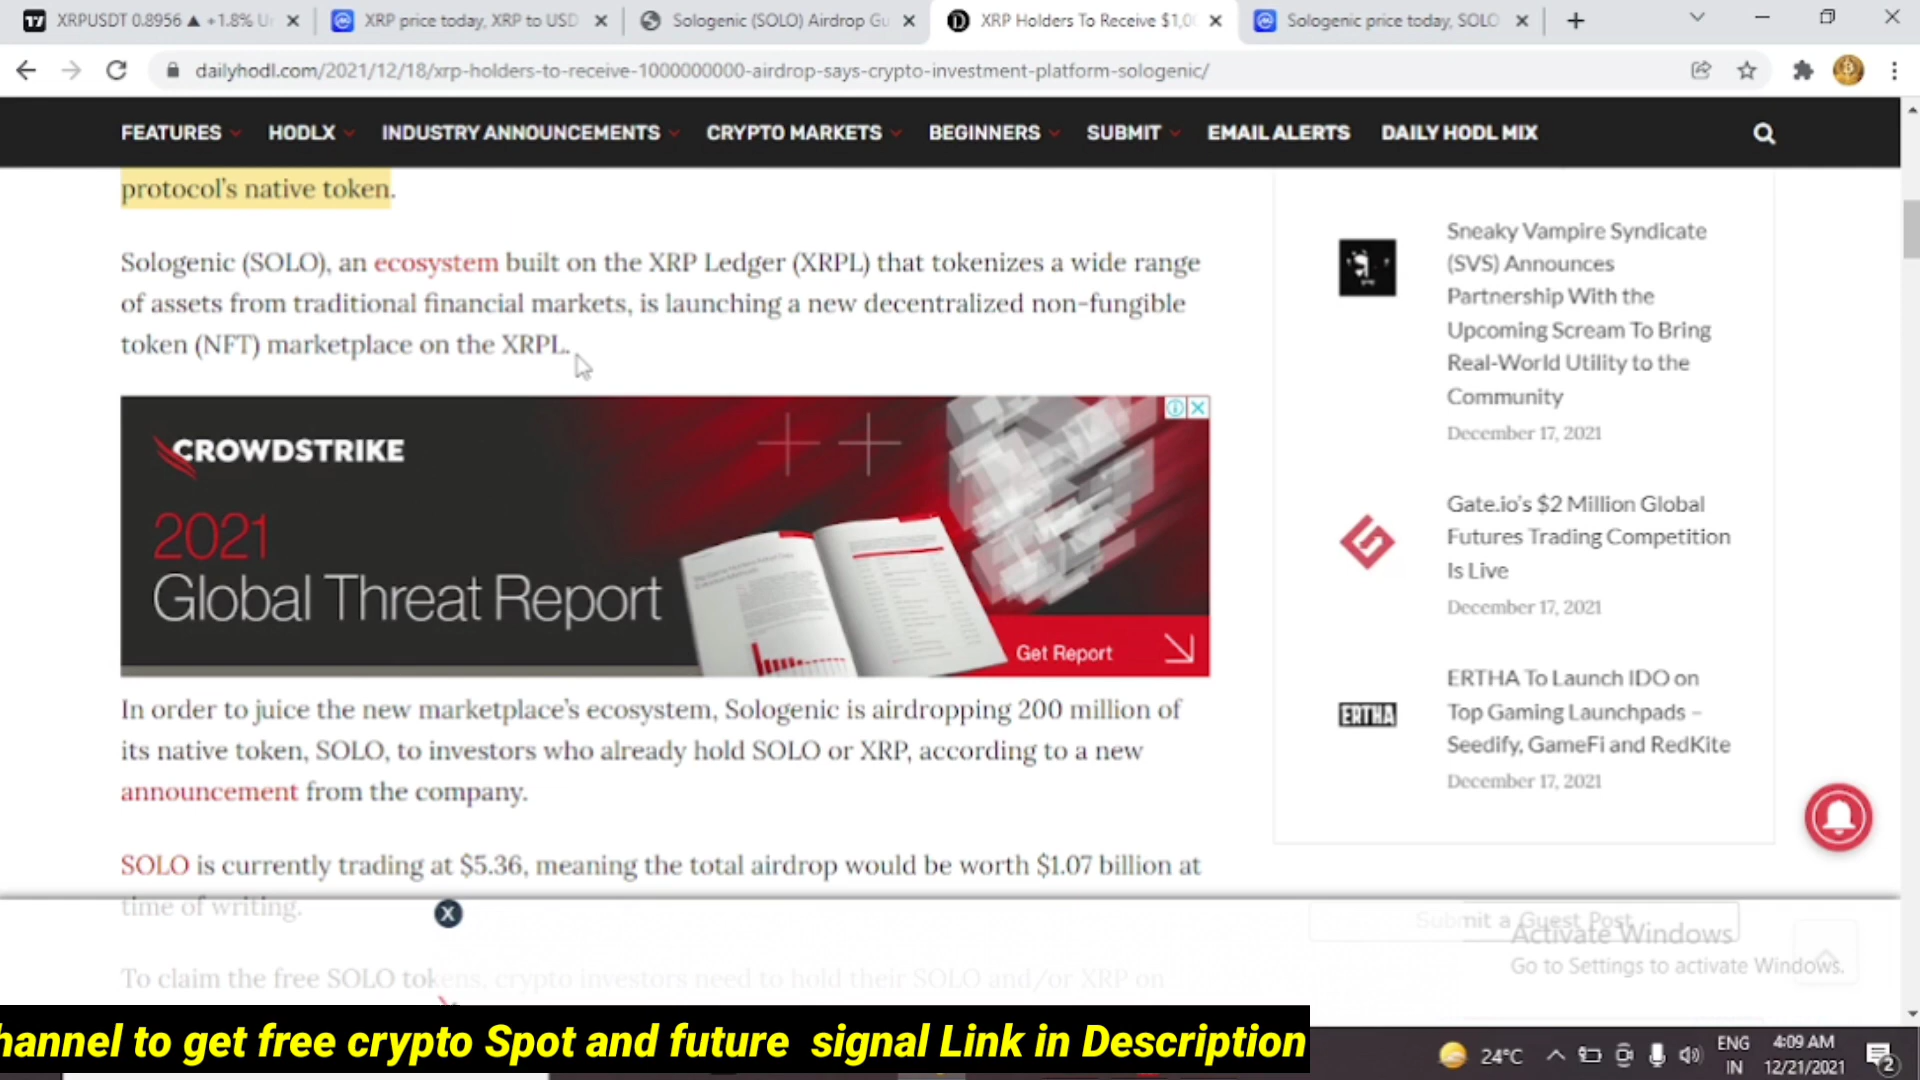 XRPUSDT 0.8956 ▲ +1.8% Ur
XRP price today, XRP to USD
Sologenic (SOLO) Airdrop Gu
XRP Holders To Receive $1,0
Sologenic price today, SOLO
dailyhodl.com/2021/12/18/xrp-holders-to-receive-1000000000-airdrop-says-crypto-investment-platform-sologenic/
FEATURES HODLX INDUSTRY ANNOUNCEMENTS CRYPTO MARKETS BEGINNERS SUBMIT EMAIL ALERTS DAILY HODL MIX
protocol's native token.
Sologenic (SOLO), an ecosystem built on the XRP Ledger (XRPL) that tokenizes a wide range
of assets from traditional financial markets, is launching a new decentralized non-fungible
token (NFT) marketplace on the XRPL.
CROWDSTRIKE
2021
Global Threat Report
Get Report
In order to juice the new marketplace's ecosystem, Sologenic is airdropping 200 million of
its native token, SOLO, to investors who already hold SOLO or XRP, according to a new
announcement from the company.
SOLO is currently trading at $5.36, meaning the total airdrop would be worth $1.07 billion at
time of writing.
To claim the free SOLO tokens, crypto investors need to hold their SOLO and/or XRP on
Sneaky Vampire Syndicate
(SVS) Announces
Partnership With the
Upcoming Scream To Bring
Real-World Utility to the
Community
December 17, 2021
Gate.io's $2 Million Global
Futures Trading Competition
Is Live
December 17, 2021
ERTHA
ERTHA To Launch IDO on
Top Gaming Launchpads –
Seedify, GameFi and RedKite
December 17, 2021
X
Submit a Guest Post
Activate Windows
Go to Settings to activate Windows.
hannel to get free crypto Spot and future signal Link in Description
24°C
ENG
IN
4:09 AM
12/21/2021
2